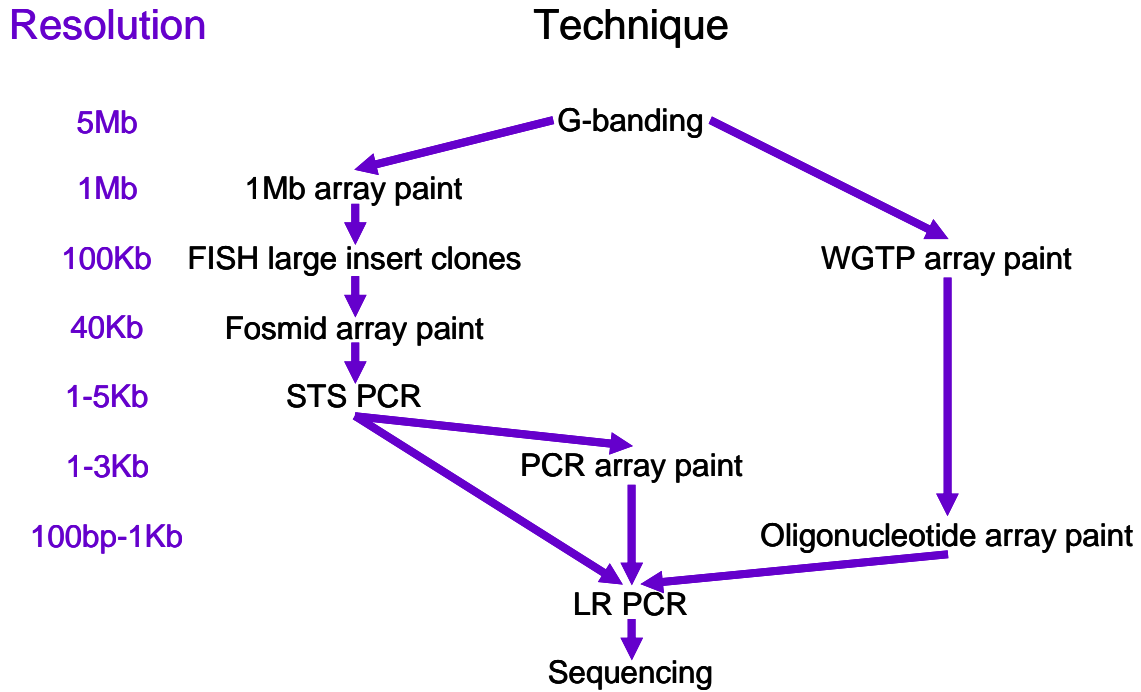 Resolution Technique
5Mb G-banding
1Mb 1Mb array paint
100Kb FISH large insert clones WGTP array paint
40Kb Fosmid array paint
1-5Kb STS PCR
1-3Kb PCR array paint
100bp-1Kb Oligonucleotide array paint
LR PCR
Sequencing